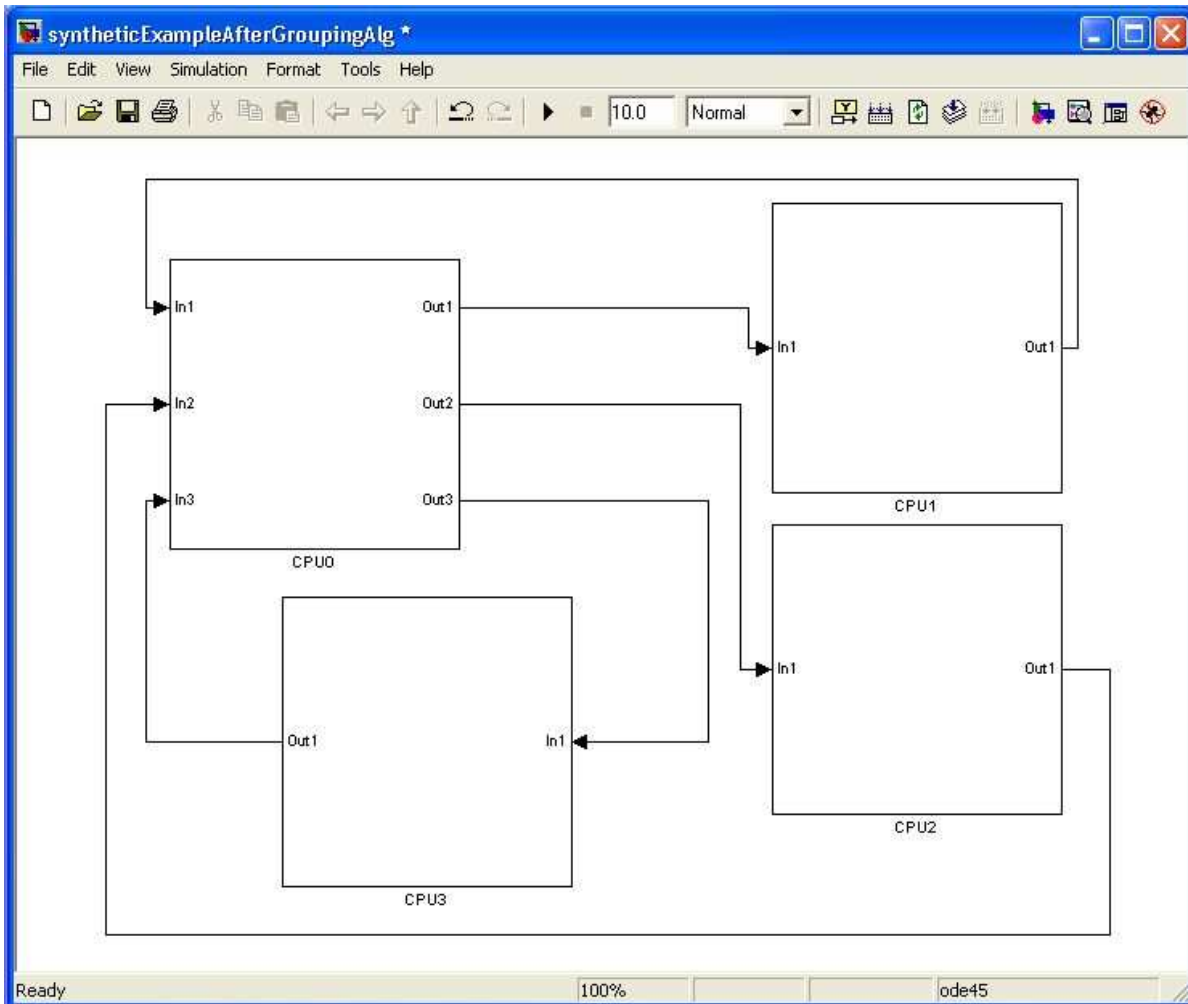 syntheticExampleAfterGroupingAlg *
File Edit View Simulation Format Tools Help
10.0 Normal
In1 Out1
In2 Out2
In3 Out3
CPU0
In1 Out1
CPU1
In1 Out1
CPU2
Out1 In1
CPU3
Ready 100% ode45